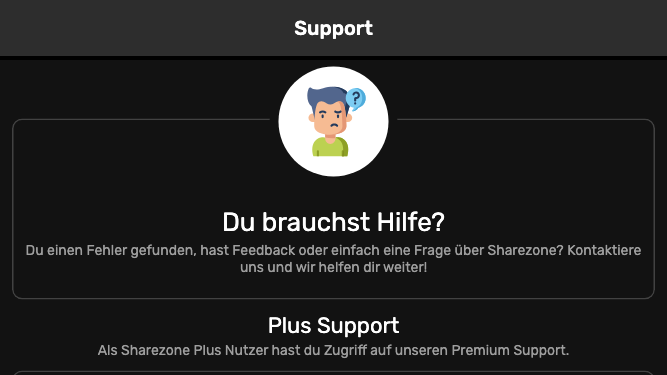 Support
?
Du brauchst Hilfe?
Du einen Fehler gefunden, hast Feedback oder einfach eine Frage über Sharezone? Kontaktiere
uns und wir helfen dir weiter!
Plus Support
Als Sharezone Plus Nutzer hast du Zugriff auf unseren Premium Support.